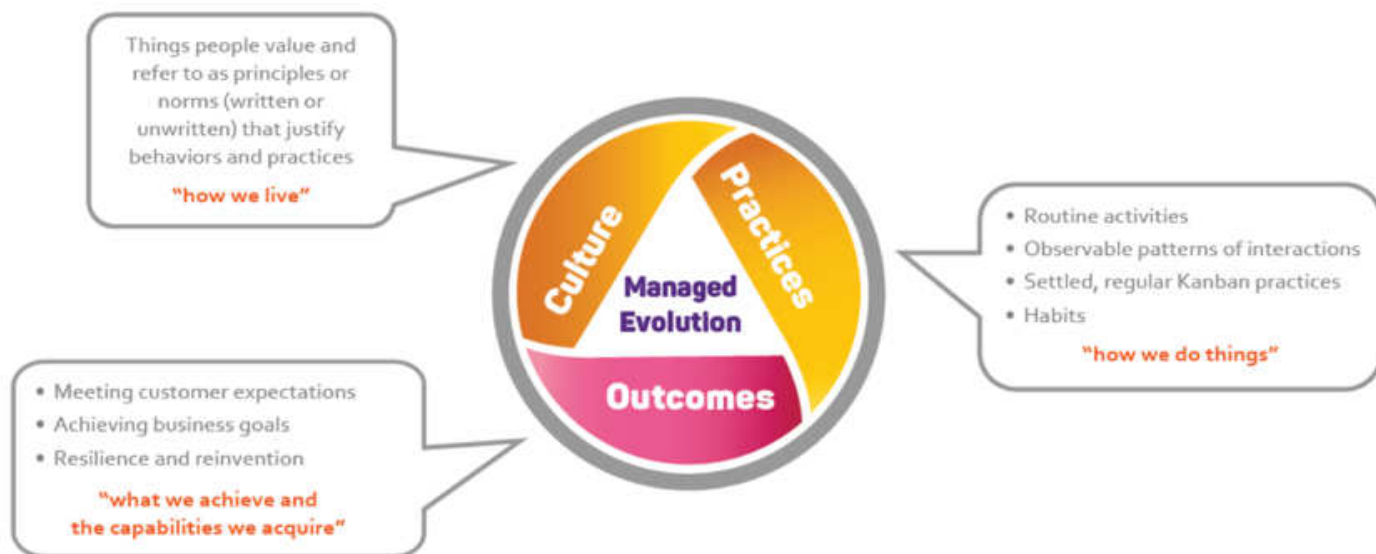 Things people value and
refer to as principles or
norms (written or
unwritten) that justify
behaviors and practices
“how we live”
Culture
Practices
Managed
Evolution
Outcomes
• Routine activities
• Observable patterns of interactions
• Settled, regular Kanban practices
• Habits
“how we do things”
• Meeting customer expectations
• Achieving business goals
• Resilience and reinvention
“what we achieve and
the capabilities we acquire”